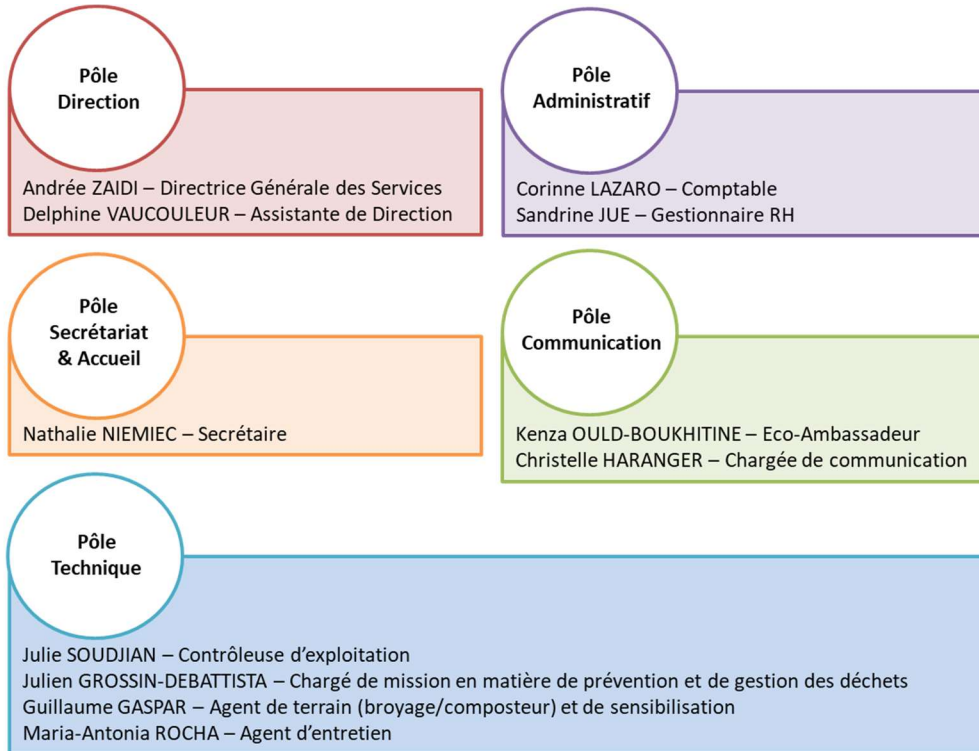 Pôle
Direction
Andrée ZAIDI – Directrice Générale des Services
Delphine VAUCOULEUR – Assistante de Direction
Pôle
Administratif
Corinne LAZARO – Comptable
Sandrine JUE – Gestionnaire RH
Pôle
Secrétariat
& Accueil
Nathalie NIEMIEC – Secrétaire
Pôle
Communication
Kenza OULD-BOUKHITINE – Eco-Ambassadeur
Christelle HARANGER – Chargée de communication
Pôle
Technique
Julie SOUDJIAN – Contrôleuse d’exploitation
Julien GROSSIN-DEBATTISTA – Chargé de mission en matière de prévention et de gestion des déchets
Guillaume GASPAR – Agent de terrain (broyage/composteur) et de sensibilisation
Maria-Antonia ROCHA – Agent d’entretien